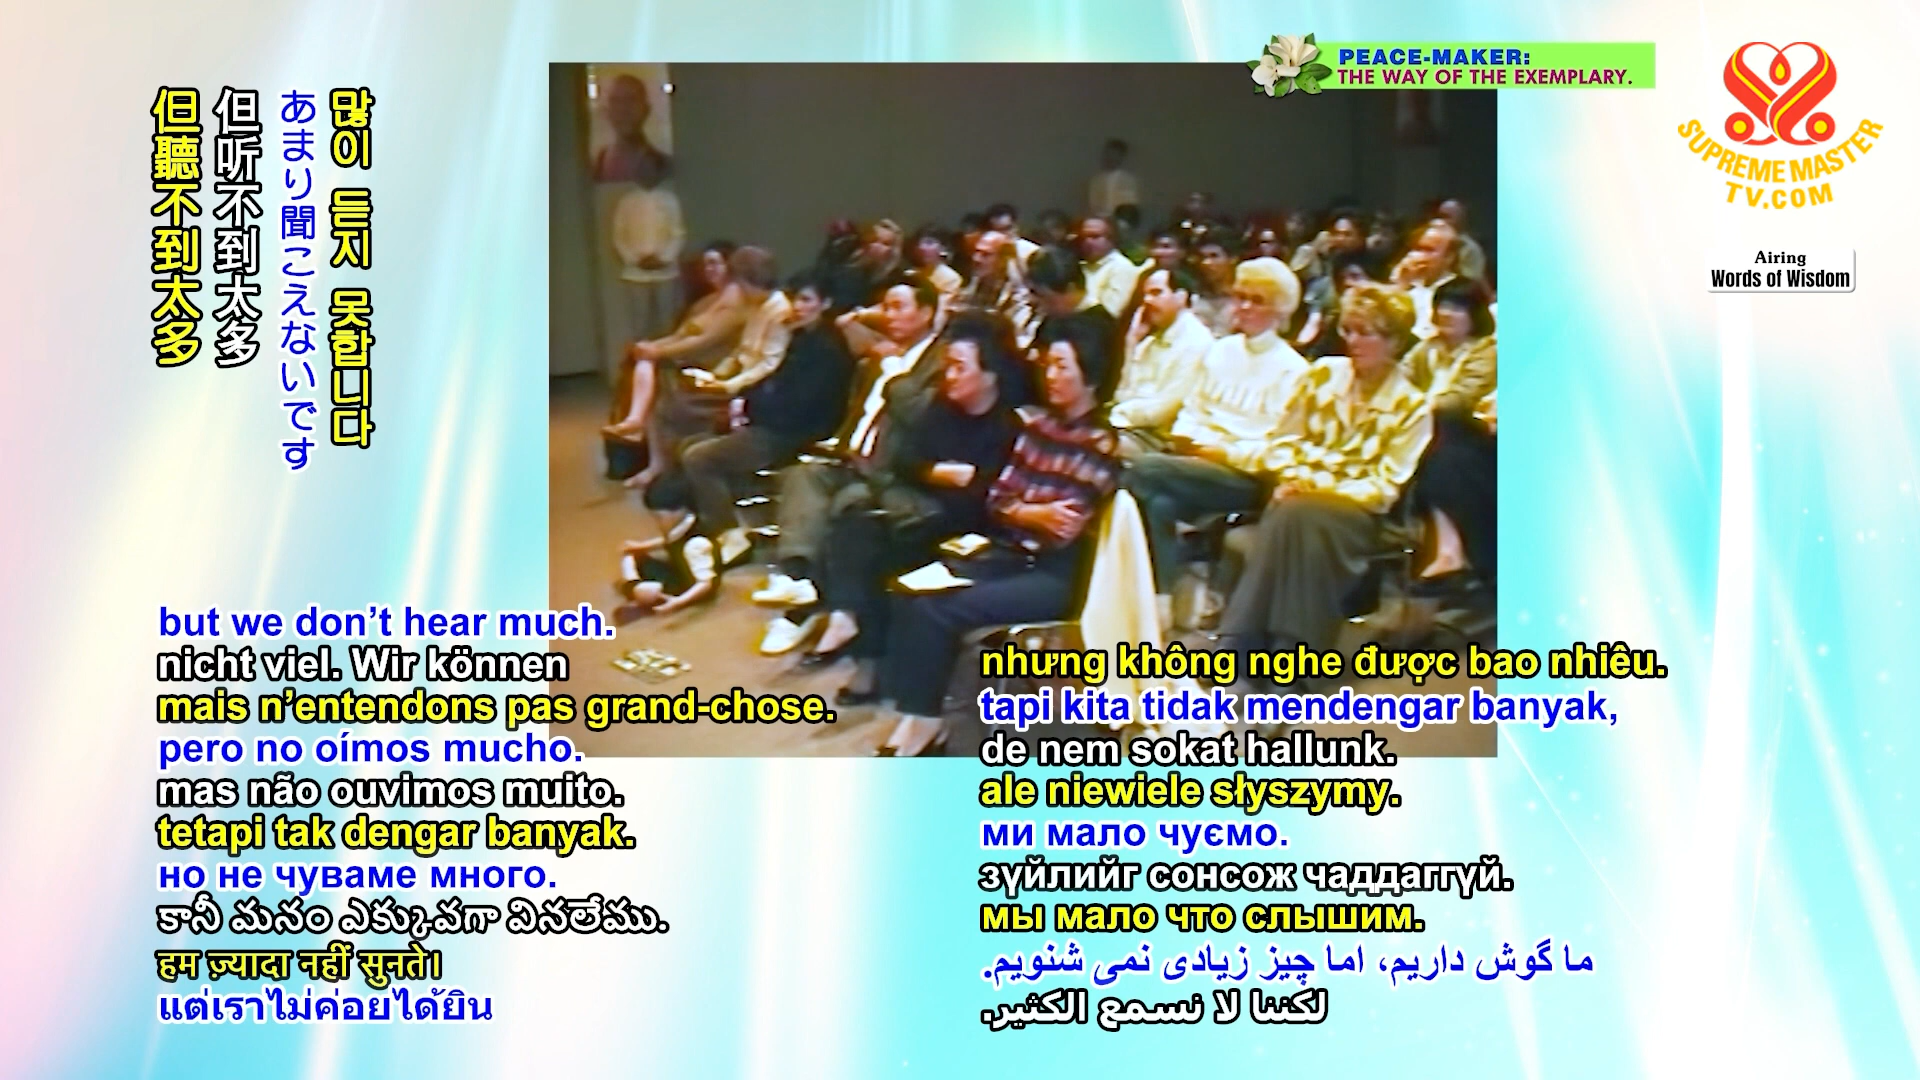 PEACE-MAKER:
THE WAY OF THE EXEMPLARY.
SUPREME MASTER
TV.COM
Airing
Words of Wisdom
많이 듣지 못합니다
あまり聞こえないです
但听不到太多
但聽不到太多
but we don't hear much.
nicht viel. Wir können
mais n'entendons pas grand-chose.
pero no oímos mucho.
mas não ouvimos muito.
tetapi tak dengar banyak.
но не чуваме много.
కానీ మనం ఎక్కువగా వినలేము.
हम ज़्यादा नहीं सुनते।
แต่เราไม่ค่อยได้ยิน
nhưng không nghe được bao nhiêu.
tapi kita tidak mendengar banyak,
de nem sokat hallunk.
ale niewiele słyszymy.
ми мало чуємо.
зүйлийг сонсож чаддаггүй.
мы мало что слышим.
ما گوش داریم، اما چیز زیادی نمی شنویم.
لكننا لا نسمع الكثير.